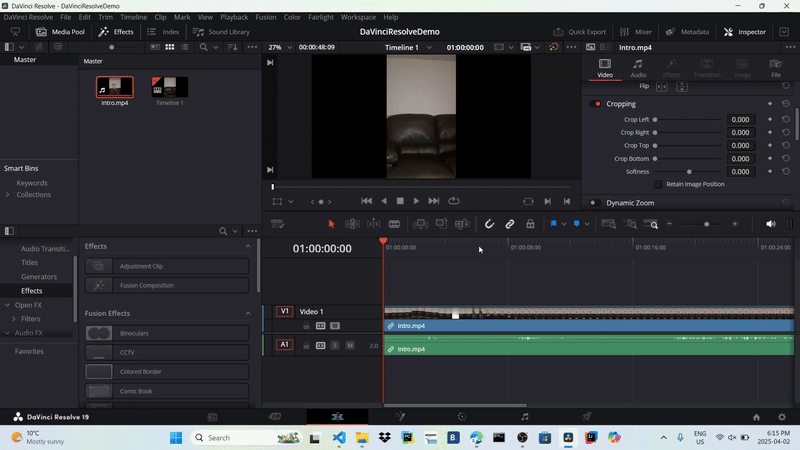 DaVinci Resolve - DaVinciResolveDemo
DaVinci Resolve File Edit Trim Timeline Clip Mark View Playback Fusion Color Fairlight Workspace Help
Media Pool Effects Index Sound Library DaVinciResolveDemo Quick Export Mixer Metadata Inspector
Master 27% 00:00:48:09 Timeline 1 01:00:00:00 Intro.mp4
Master
Intro.mp4
Timeline 1
Smart Bins
Keywords
Collections
Video Audio Effects Transition Image File
Flip
Cropping
Crop Left 0.000
Crop Right 0.000
Crop Top 0.000
Crop Bottom 0.000
Softness 0.000
Retain Image Position
Dynamic Zoom
Audio Transiti...
Titles
Generators
Effects
Open FX
Filters
Audio FX
Favorites
Effects
Adjustment Clip
Fusion Composition
Fusion Effects
Binoculars
CCTV
Colored Border
Comic Book
01:00:00:00
01:00:00:00 01:00:08:00 01:00:16:00 01:00:24:00
V1 Video 1
Intro.mp4
A1 S M 2.0
Intro.mp4
DaVinci Resolve 19
10°C
Mostly sunny
Search
ENG
US
6:15 PM
2025-04-02